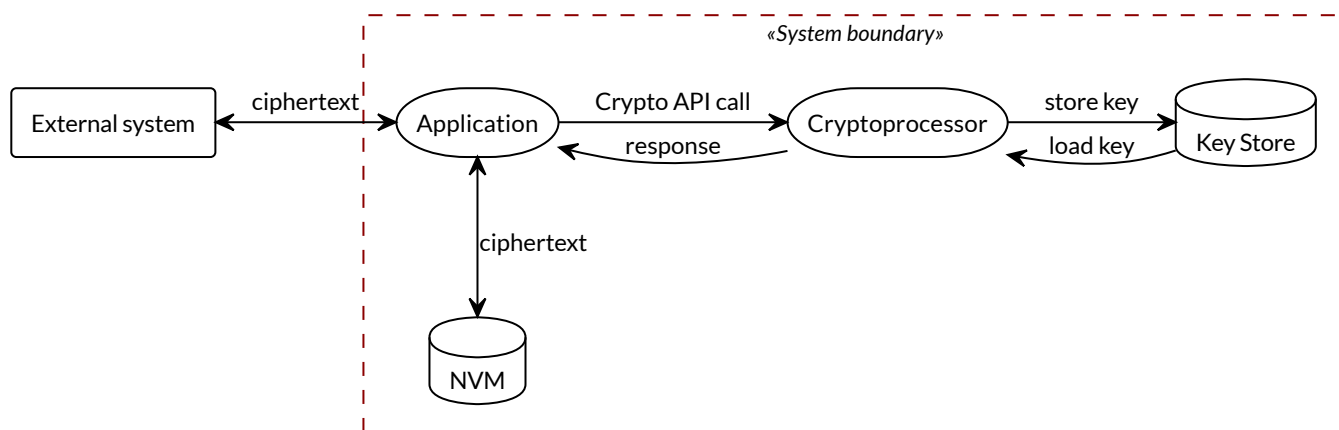 «System boundary»
ciphertext
Crypto API call
store key
External system
Application
Cryptoprocessor
Key Store
response
load key
ciphertext
NVM